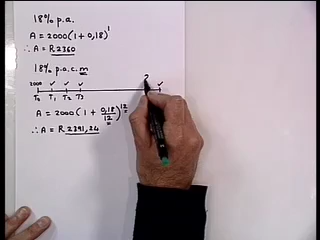 18% p.a.
A = 2000(1 + 0,18)¹
∴ A = R2360
18% p.a.c.m
2000 ✓ ✓ ✓ ? ✓
T₀ T₁ T₂ T₃
A = 2000(1 + 0,18/12)¹²
∴ A = R 2391,24